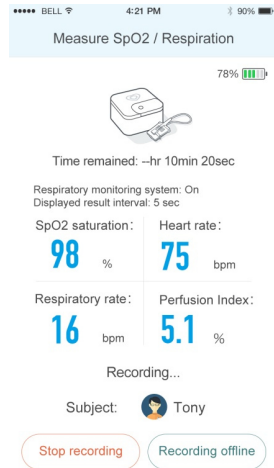 BELL 4:21 PM 90%
Measure SpO2 / Respiration
78%
Time remained: --hr 10min 20sec
Respiratory monitoring system: On
Displayed result interval: 5 sec
SpO2 saturation: Heart rate:
98 % 75 bpm
Respiratory rate: Perfusion Index:
16 bpm 5.1 %
Recording...
Subject: Tony
Stop recording Recording offline